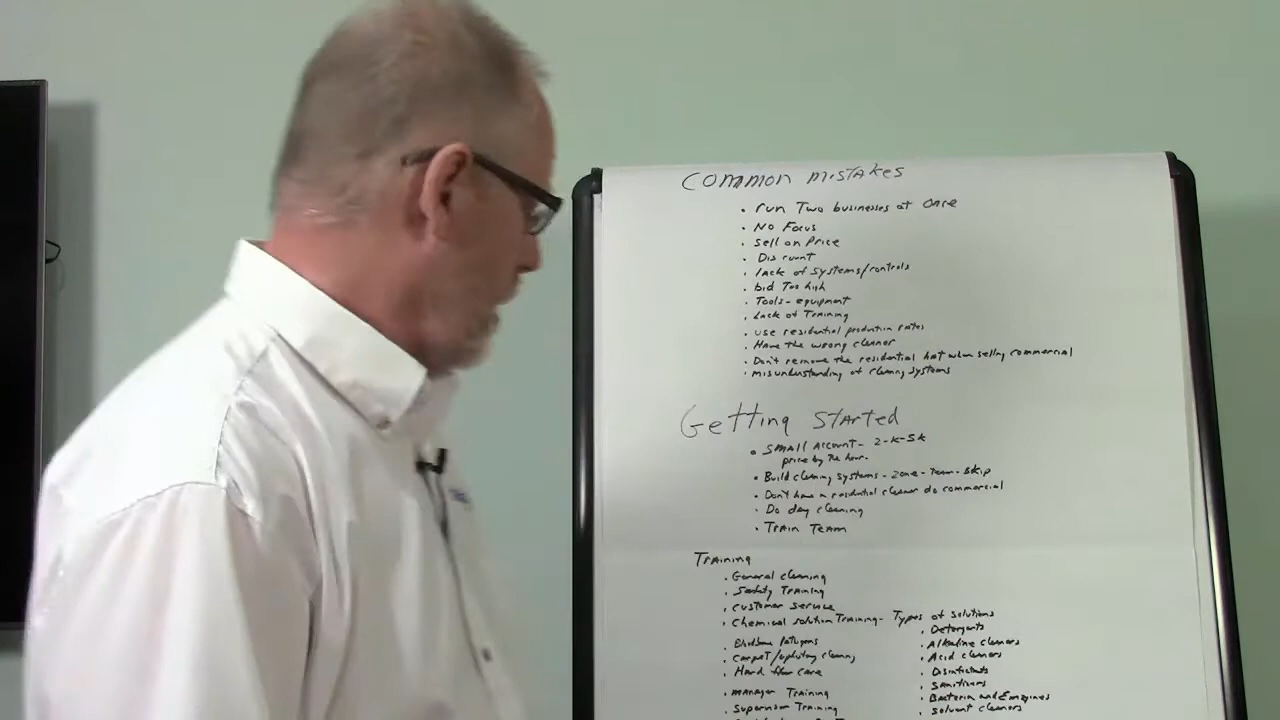 Common mistakes
• run Two businesses at once
• No Focus
• Sell on Price
• Discount
• lack of systems/controls
• bid Too high
• Tools - equipment
• Lack of Training
• use residential production rates
• Have the wrong cleaner
• Don't remove the residential hat when selling commercial
• misunderstanding of cleaning systems
Getting Started
• Small Account - 2-K-5K
price by the hour.
• Build cleaning systems - zone - Team - skip
• Don't have a residential cleaner do commercial
• Do day cleaning
• Train Team
Training
• General cleaning
• Safety Training
• Customer service
• Chemical solution Training - Types of solutions
• Detergents
• Alkaline cleaners
• Acid cleaners
• Disinfectants
• Sanitizers
• Bacteria and Enzymes
• Solvent cleaners
• Carpet/upholstery cleaning
• Hard floor care
• manager Training
• Supervisor Training